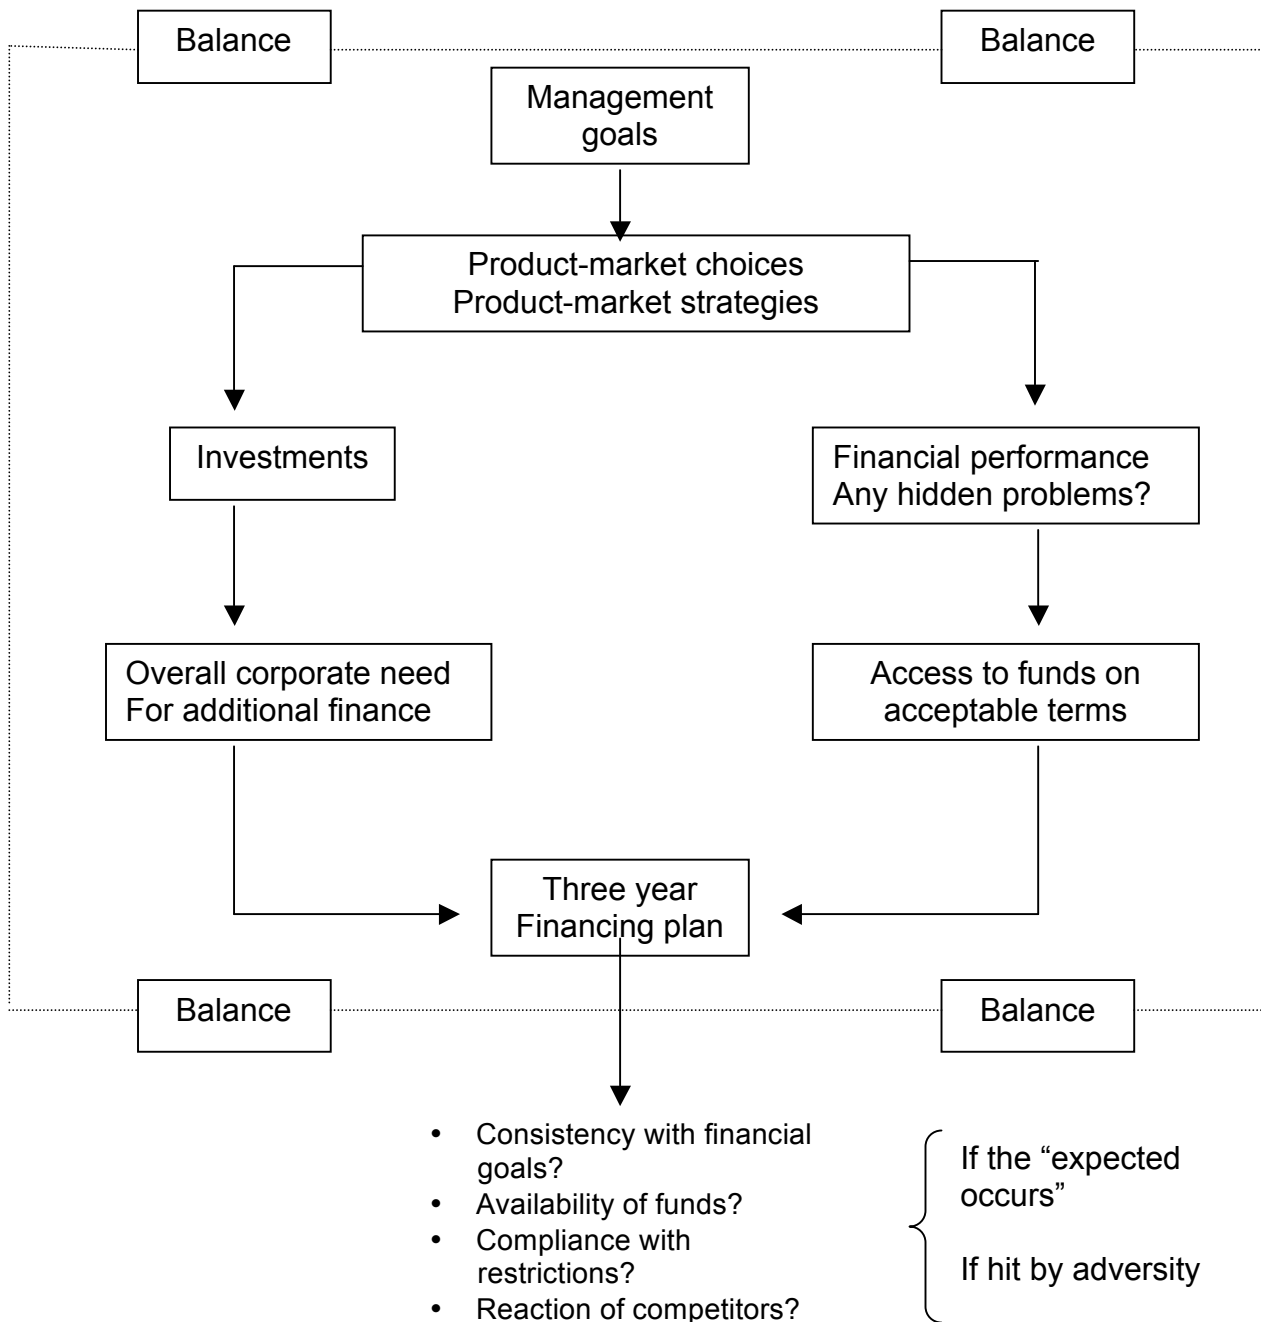 Balance
Balance
Management
goals
Product-market choices
Product-market strategies
Investments
Financial performance
Any hidden problems?
Overall corporate need
For additional finance
Access to funds on
acceptable terms
Three year
Financing plan
Balance
Balance
• Consistency with financial
goals?
• Availability of funds?
• Compliance with
restrictions?
• Reaction of competitors?
If the “expected
occurs”
If hit by adversity